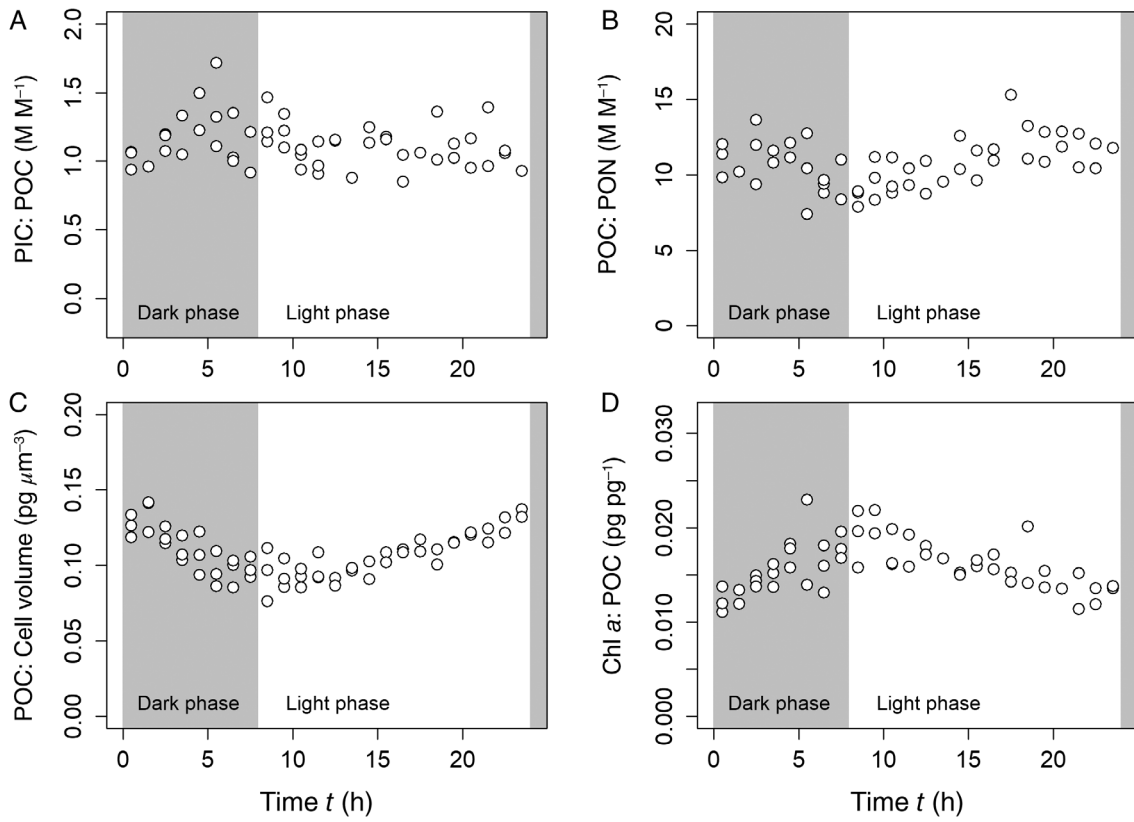 A
PIC: POC (M M⁻¹)
2.0
1.5
1.0
0.5
0.0
Dark phase
Light phase
0 5 10 15 20
B
POC: PON (M M⁻¹)
20
15
10
5
0
Dark phase
Light phase
0 5 10 15 20
C
POC: Cell volume (pg μm⁻³)
0.20
0.15
0.10
0.05
0.00
Dark phase
Light phase
0 5 10 15 20
Time t (h)
D
Chl a: POC (pg pg⁻¹)
0.030
0.020
0.010
0.000
Dark phase
Light phase
0 5 10 15 20
Time t (h)